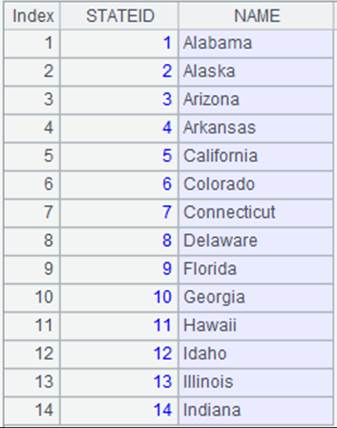 Index STATEID NAME
1 1 Alabama
2 2 Alaska
3 3 Arizona
4 4 Arkansas
5 5 California
6 6 Colorado
7 7 Connecticut
8 8 Delaware
9 9 Florida
10 10 Georgia
11 11 Hawaii
12 12 Idaho
13 13 Illinois
14 14 Indiana